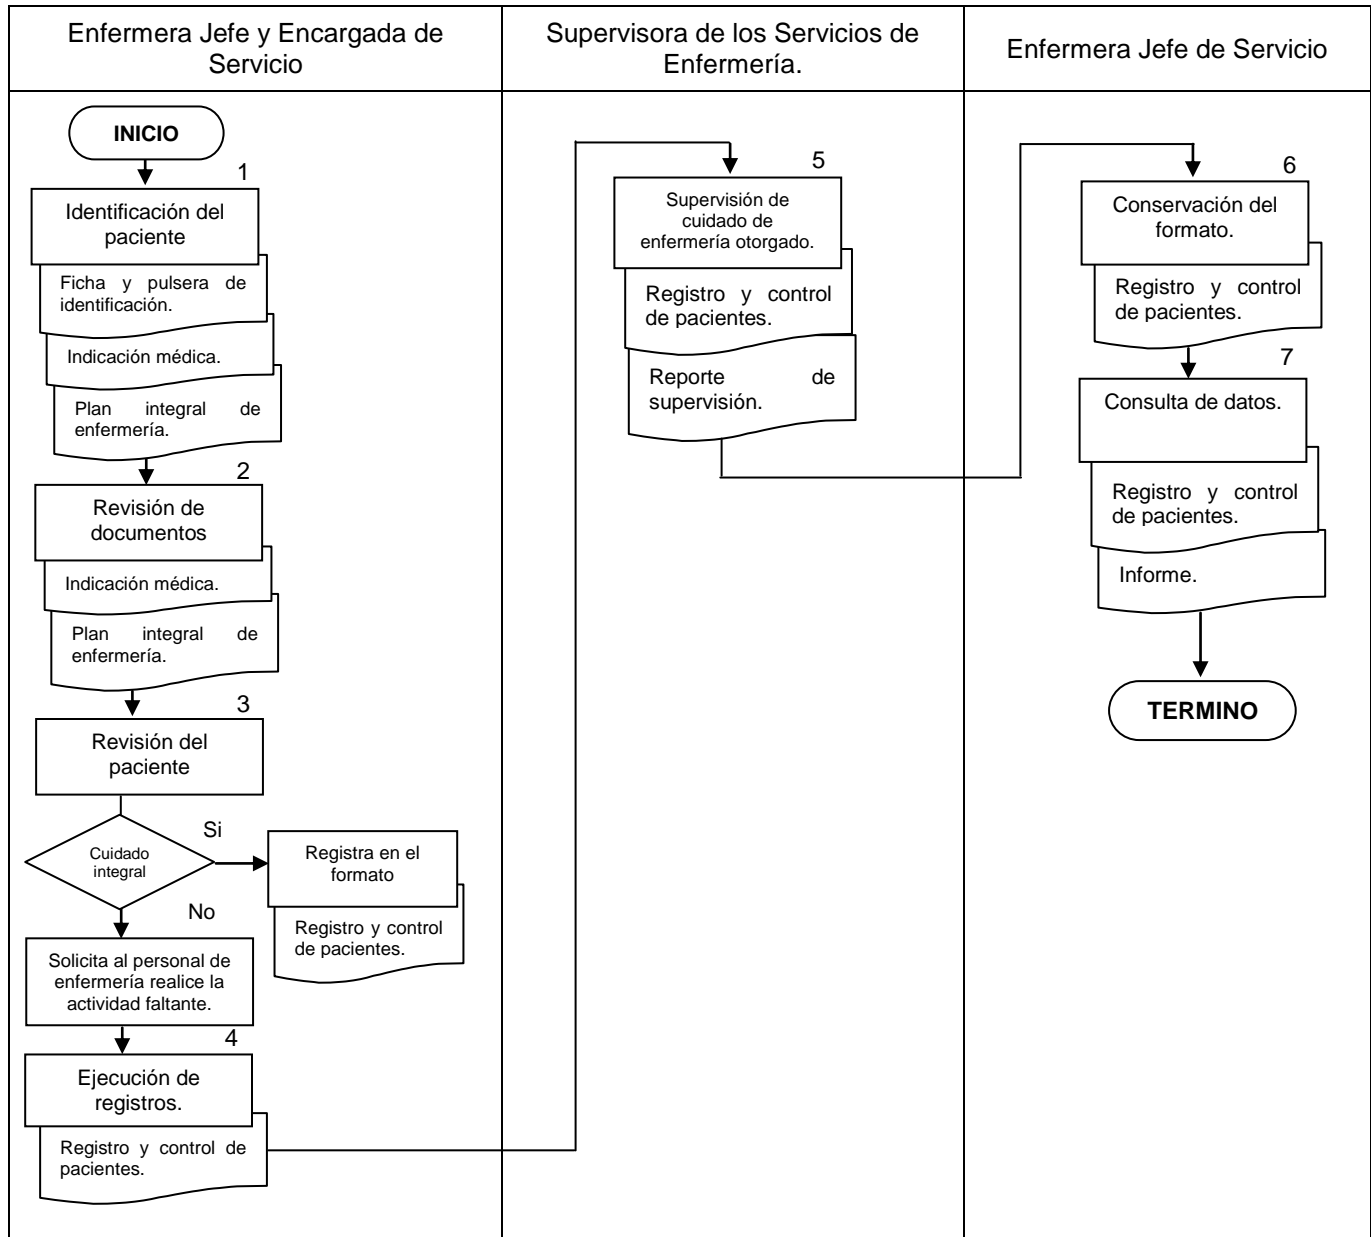 Enfermera Jefe y Encargada de
Servicio
Supervisora de los Servicios de
Enfermería.
Enfermera Jefe de Servicio
INICIO
1
Identificación del
paciente
Ficha y pulsera de
identificación.
Indicación médica.
Plan integral de
enfermería.
2
Revisión de
documentos
Indicación médica.
Plan integral de
enfermería.
3
Revisión del
paciente
Cuidado
integral
Si
Registra en el
formato
Registro y control
de pacientes.
No
Solicita al personal de
enfermería realice la
actividad faltante.
4
Ejecución de
registros.
Registro y control de
pacientes.
5
Supervisión de
cuidado de
enfermería otorgado.
Registro y control
de pacientes.
Reporte de
supervisión.
6
Conservación del
formato.
Registro y control
de pacientes.
7
Consulta de datos.
Registro y control
de pacientes.
Informe.
TERMINO